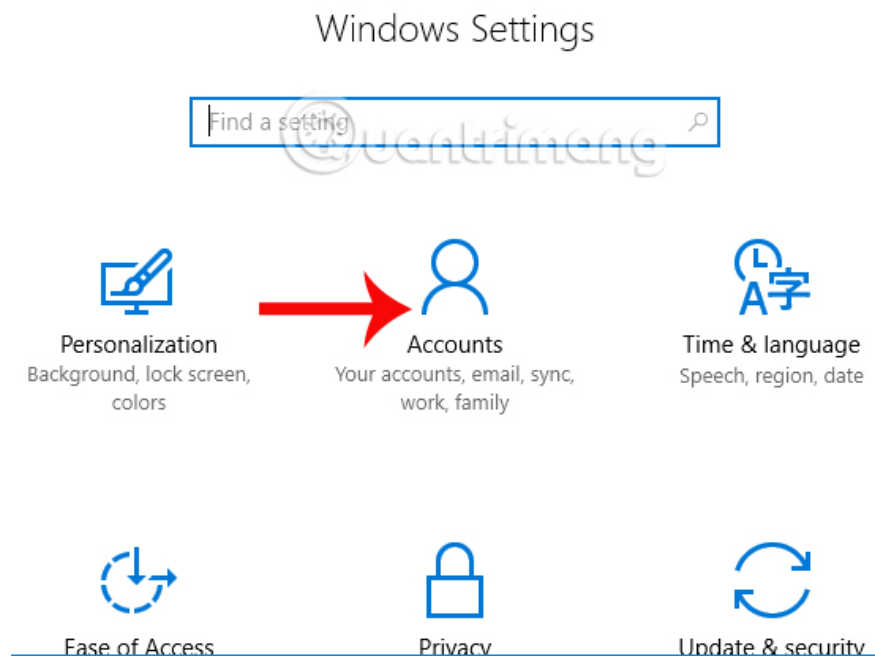 Windows Settings
Find a setting
@uantrimang
Personalization
Background, lock screen,
colors
Accounts
Your accounts, email, sync,
work, family
Time & language
Speech, region, date
Ease of Access
Privacy
Update & security